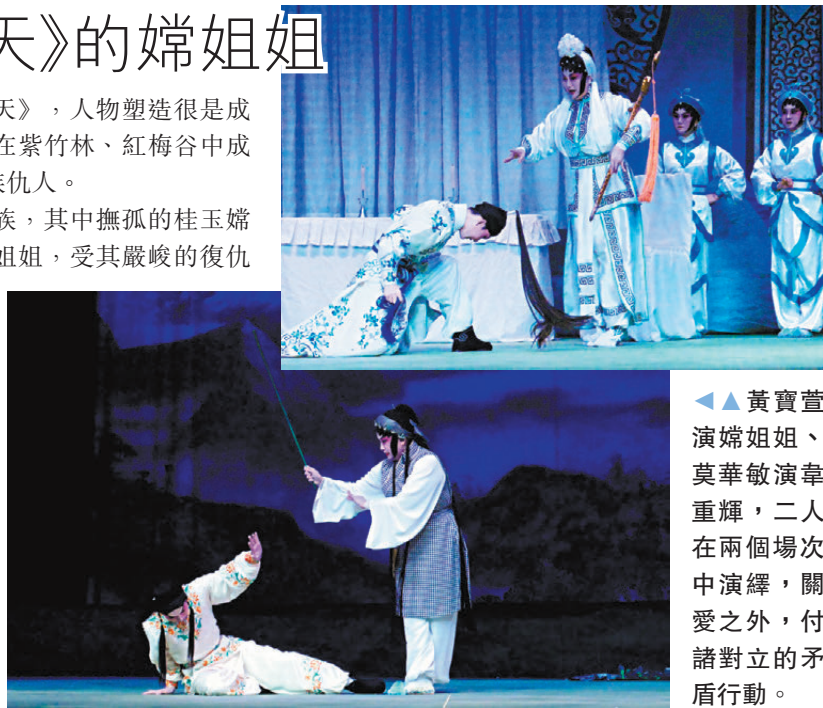 天》的嫦姐姐
天》，人物塑造很是成
在紫竹林、紅梅谷中成
族仇人。
族，其中撫孤的桂玉嫦
姐姐，受其嚴峻的復仇
◀▲黃寶萱
演嫦姐姐、
莫華敏演韋
重輝，二人
在兩個場次
中演繹，關
愛之外，付
諸對立的矛
盾行動。